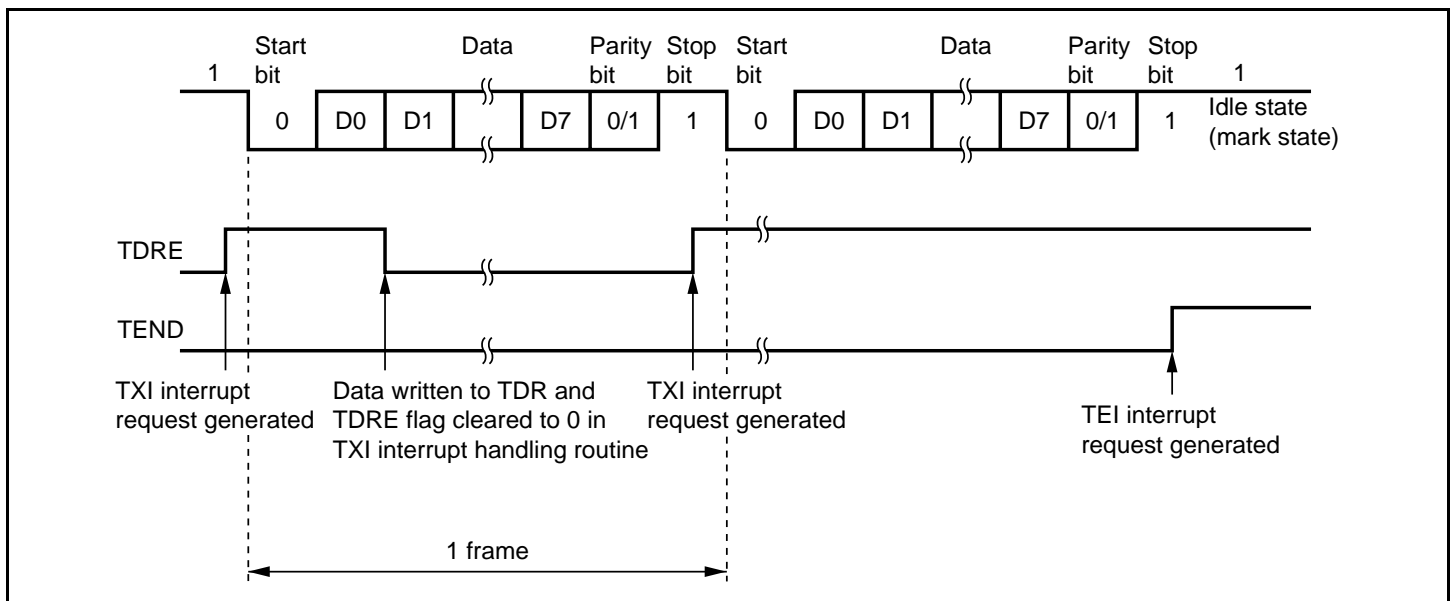 Start Data Parity Stop Start Data Parity Stop
1 bit bit bit bit bit bit 1
0 D0 D1 D7 0/1 1 0 D0 D1 D7 0/1 1 Idle state
(mark state)
TDRE
TEND
TXI interrupt Data written to TDR and TXI interrupt
request generated TDRE flag cleared to 0 in request generated
TXI interrupt handling routine
TEI interrupt
request generated
1 frame